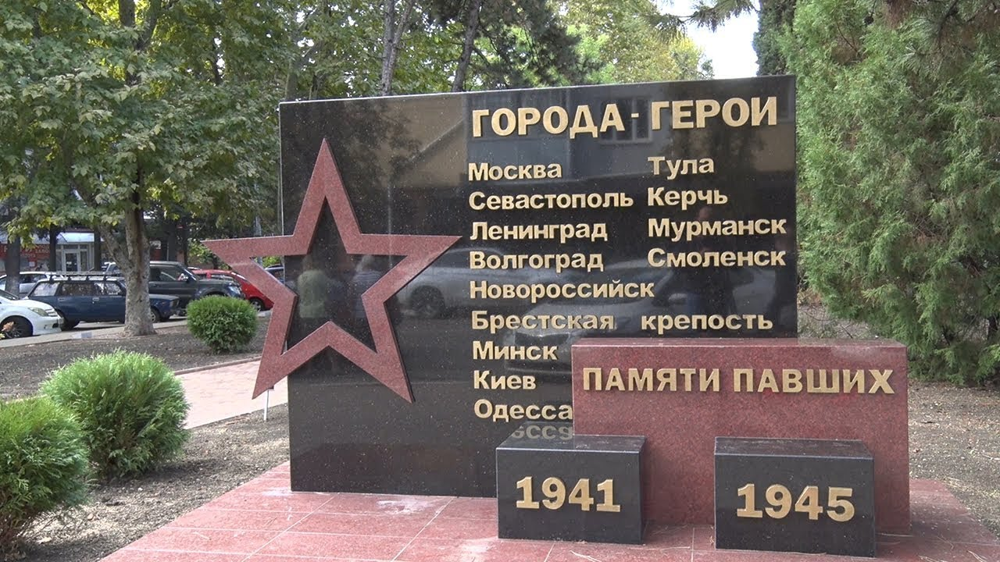 ГОРОДА - ГЕРОИ
Москва
Севастополь
Ленинград
Волгоград
Новороссийск
Брестская крепость
Минск
Киев
Одесса
Тула
Керчь
Мурманск
Смоленск
ПАМЯТИ ПАВШИХ
1941
1945